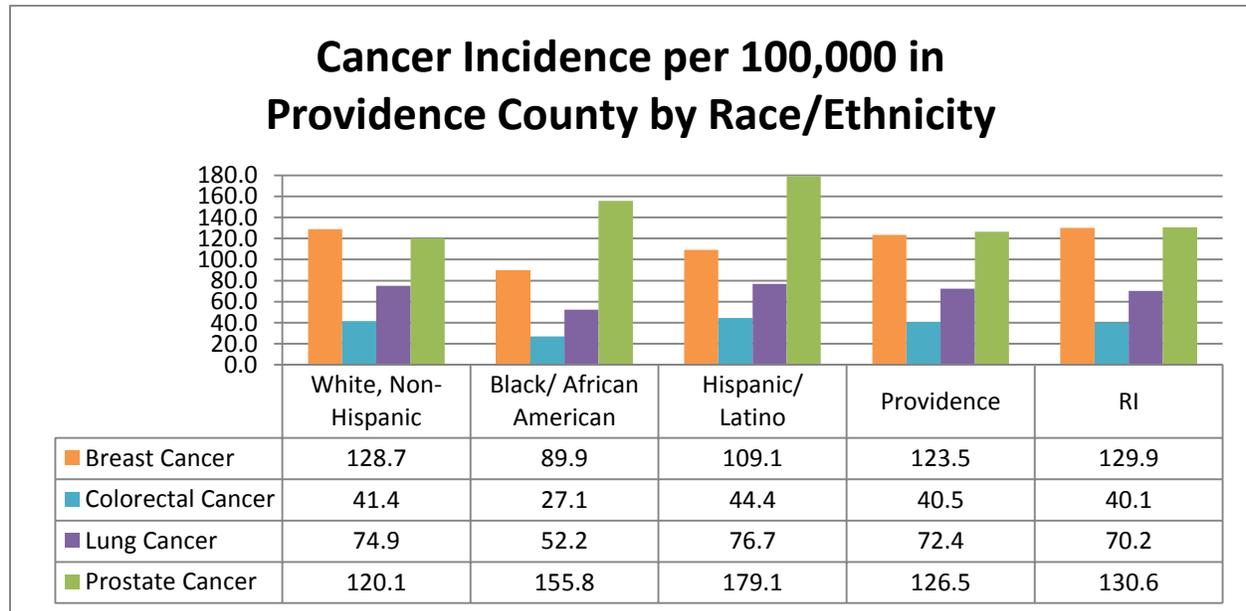 Cancer Incidence per 100,000 in
Providence County by Race/Ethnicity
180.0
160.0
140.0
120.0
100.0
80.0
60.0
40.0
20.0
0.0
White, Non-
Hispanic
Black/ African
American
Hispanic/
Latino
Providence
RI
Breast Cancer 128.7 89.9 109.1 123.5 129.9
Colorectal Cancer 41.4 27.1 44.4 40.5 40.1
Lung Cancer 74.9 52.2 76.7 72.4 70.2
Prostate Cancer 120.1 155.8 179.1 126.5 130.6